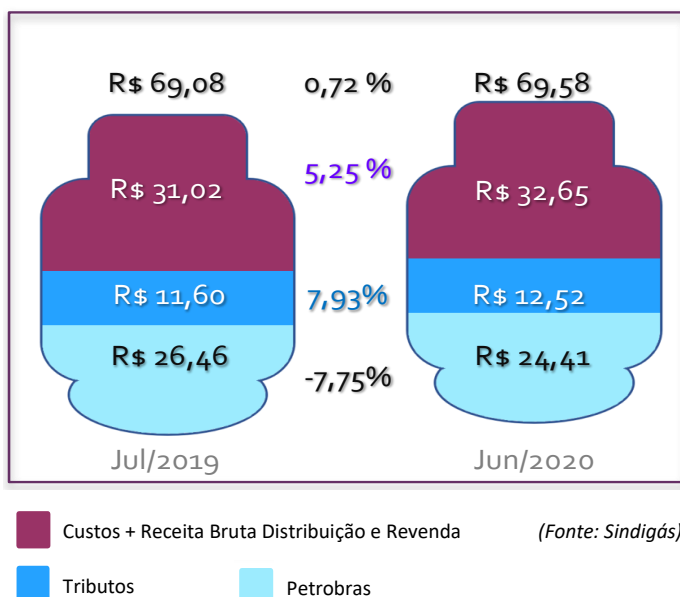 R$ 69,08 0,72 % R$ 69,58
5,25 %
R$ 31,02 R$ 32,65
R$ 11,60 7,93% R$ 12,52
R$ 26,46 R$ 24,41
-7,75%
Jul/2019 Jun/2020
Custos + Receita Bruta Distribuição e Revenda (Fonte: Sindigás)
Tributos Petrobras